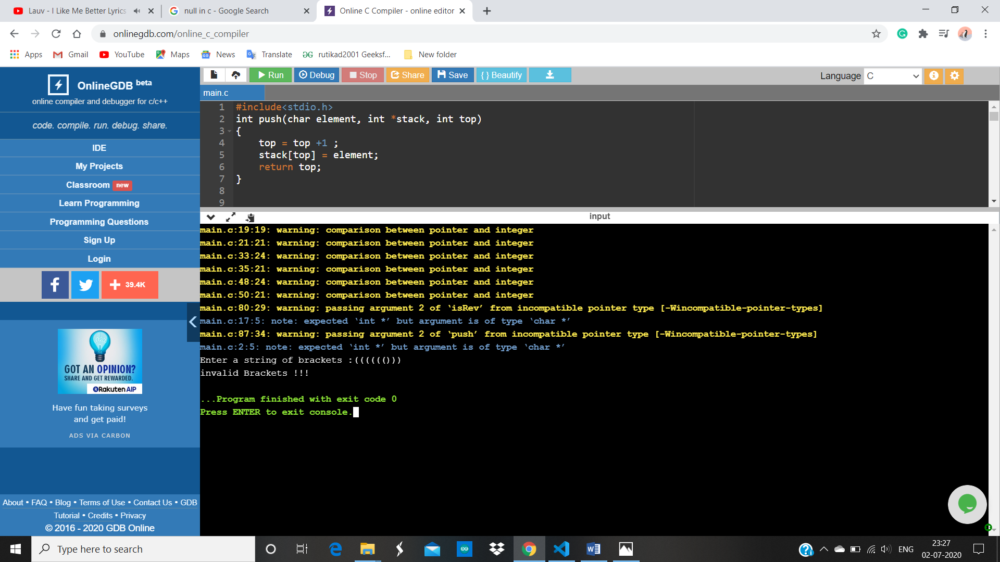 Lauv - I Like Me Better Lyrics
null in c - Google Search
Online C Compiler - online editor
onlinegdb.com/online_c_compiler
Apps
Gmail
YouTube
Maps
News
Translate
ƏG rutikad2001 Geeksf...
New folder
OnlineGDB beta
online compiler and debugger for c/c++
code. compile. run. debug. share.
IDE
My Projects
Classroom new
Learn Programming
Programming Questions
Sign Up
Login
39.4K
GOT AN OPINION?
SHARE AND GET REWARDED.
Rakuten AIP
Have fun taking surveys
and get paid!
ADS VIA CARBON
About • FAQ • Blog • Terms of Use • Contact Us • GDB
Tutorial • Credits • Privacy
© 2016 - 2020 GDB Online
Run Debug Stop Share Save { } Beautify
Language C
main.c
1 #include<stdio.h>
2 int push(char element, int *stack, int top)
3 {
4 top = top +1 ;
5 stack[top] = element;
6 return top;
7 }
8
9
input
main.c:19:19: warning: comparison between pointer and integer
main.c:21:21: warning: comparison between pointer and integer
main.c:33:24: warning: comparison between pointer and integer
main.c:35:21: warning: comparison between pointer and integer
main.c:48:24: warning: comparison between pointer and integer
main.c:50:21: warning: comparison between pointer and integer
main.c:80:29: warning: passing argument 2 of ‘isRev’ from incompatible pointer type [-Wincompatible-pointer-types]
main.c:17:5: note: expected ‘int *’ but argument is of type ‘char *’
main.c:87:34: warning: passing argument 2 of ‘push’ from incompatible pointer type [-Wincompatible-pointer-types]
main.c:2:5: note: expected ‘int *’ but argument is of type ‘char *’
Enter a string of brackets :(((((()))
invalid Brackets !!!
...Program finished with exit code 0
Press ENTER to exit console.
Type here to search
ENG
23:27
02-07-2020